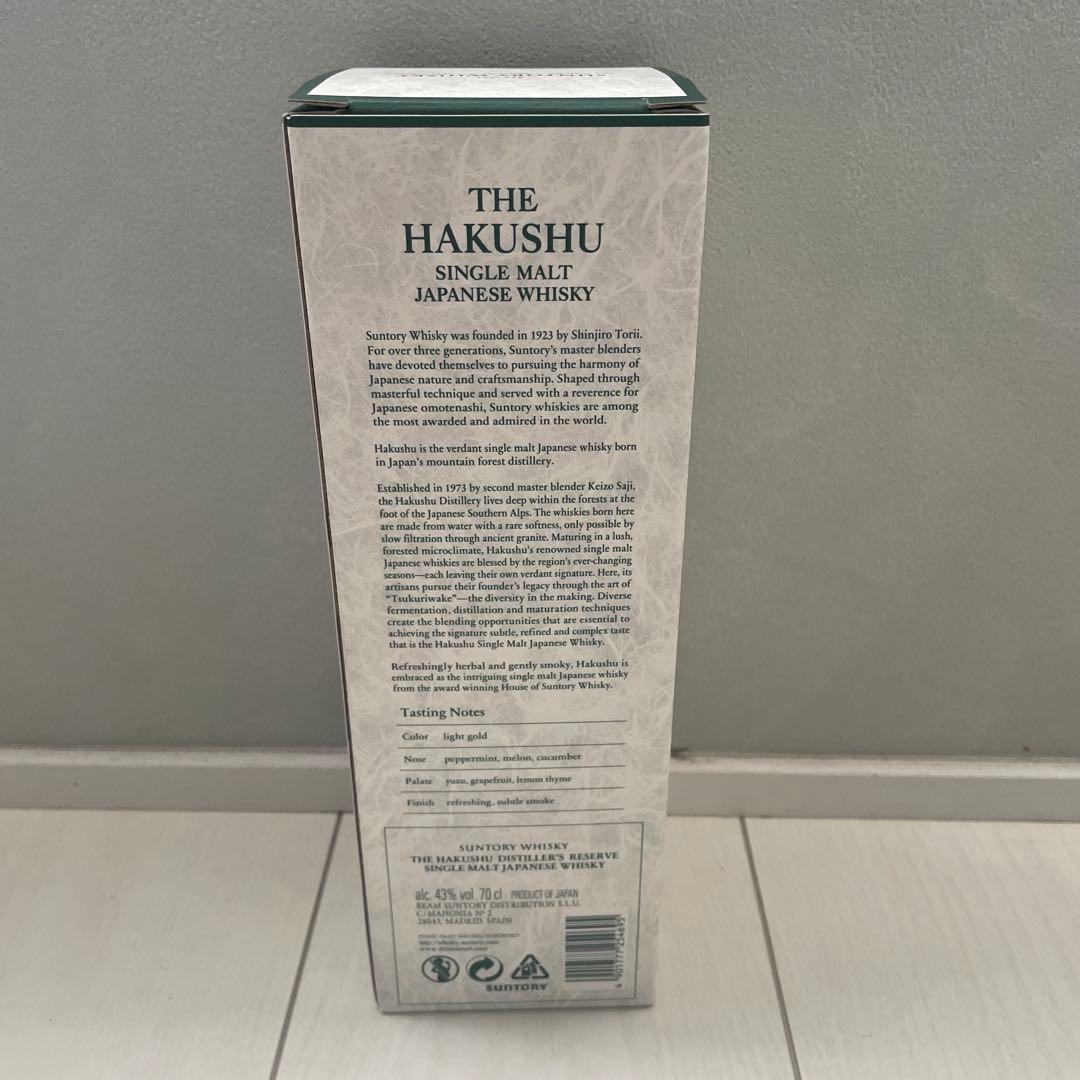 THE
HAKUSHU
SINGLE MALT
JAPANESE WHISKY
Suntory Whisky was founded in 1923 by Shinjiro Torii.
For over three generations, Suntory's master blenders
have devoted themselves to pursuing the harmony of
Japanese nature and craftsmanship. Shaped through
masterful technique and served with a reverence for
Japanese omotenashi, Suntory whiskies are among
the most awarded and admired in the world.
Hakushu is the verdant single malt Japanese whisky born
in Japan's mountain forest distillery.
Established in 1973 by second master blender Keizo Saji,
the Hakushu Distillery lives deep within the forests at the
foot of the Japanese Southern Alps. The whiskies born here
are made from water with a rare softness, only possible by
slow filtration through ancient granite. Maturing in a lush,
forested microclimate, Hakushu's renowned single malt
Japanese whiskies are blessed by the region's ever-changing
seasons—each leaving their own verdant signature. Here, its
artisans pursue their founder's legacy through the art of
"Tsukuriwake"—the diversity in the making. Diverse
fermentation, distillation and maturation techniques
create the blending opportunities that are essential to
achieving the signature subtle, refined and complex taste
that is the Hakushu Single Malt Japanese Whisky.
Refreshingly herbal and gently smoky, Hakushu is
embraced as the intriguing single malt Japanese whisky
from the award winning House of Suntory Whisky.
Tasting Notes
Color light gold
Nose peppermint, melon, cucumber
Palate yuzu, grapefruit, lemon thyme
Finish refreshing, subtle smoke
SUNTORY WHISKY
THE HAKUSHU DISTILLER'S RESERVE
SINGLE MALT JAPANESE WHISKY
alc. 43% vol. 70 cl PRODUCT OF JAPAN
BEAM SUNTORY DISTRIBUTION S.L.U.
C/MAHONIA Nº 2
28043, MADRID, SPAIN
http://whisky.suntory.com
SUNTORY
4 901777 254695